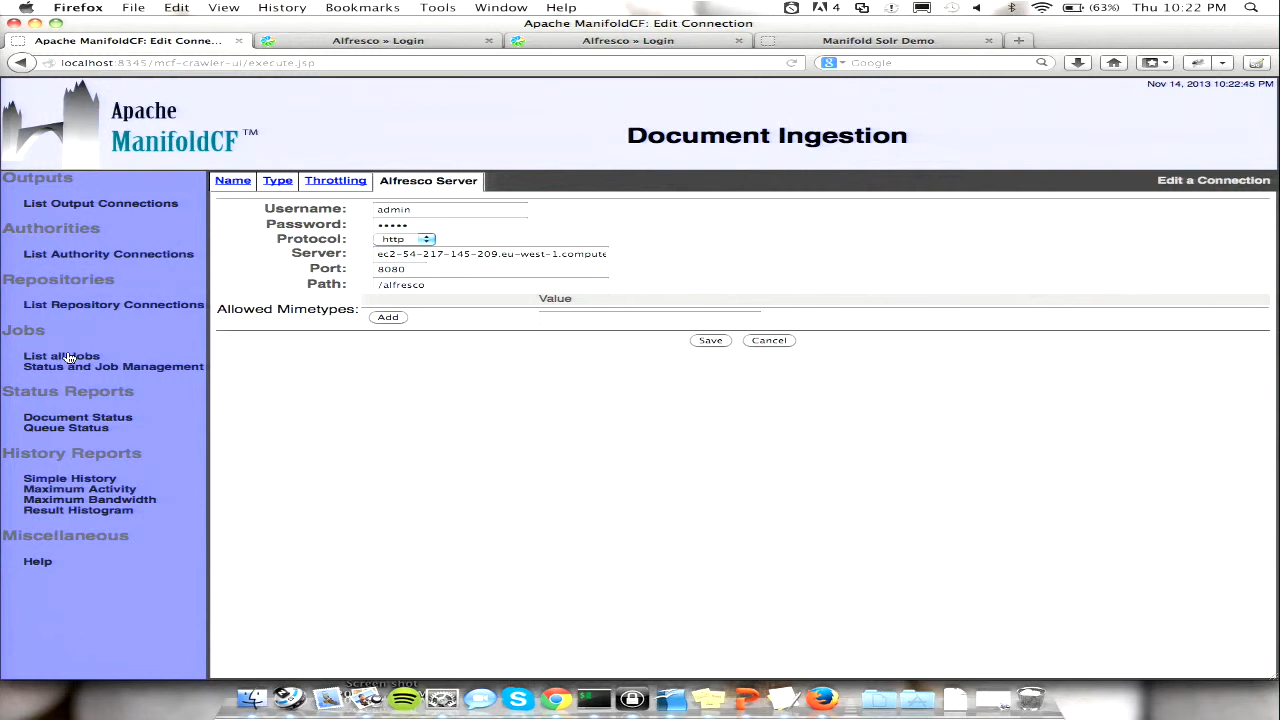 Firefox File Edit View History Bookmarks Tools Window Help 4 (63%) Thu 10:22 PM
Apache ManifoldCF: Edit Connection
Apache ManifoldCF: Edit Conne... Alfresco » Login Alfresco » Login Manifold Solr Demo
localhost:8345/mcf-crawler-ui/execute.jsp Google
Nov 14, 2013 10:22:45 PM
Apache
ManifoldCF™
Document Ingestion
Outputs
List Output Connections
Authorities
List Authority Connections
Repositories
List Repository Connections
Jobs
List all Jobs
Status and Job Management
Status Reports
Document Status
Queue Status
History Reports
Simple History
Maximum Activity
Maximum Bandwidth
Result Histogram
Miscellaneous
Help
Name Type Throttling Alfresco Server Edit a Connection
Username: admin
Password: •••••
Protocol: http
Server: ec2-54-217-145-209.eu-west-1.compute
Port: 8080
Path: /alfresco
Value
Allowed Mimetypes:
Add
Save Cancel
Screen shot